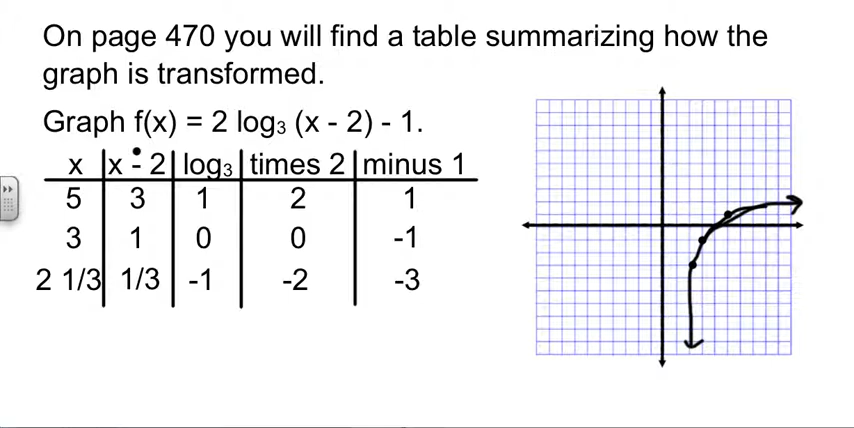 On page 470 you will find a table summarizing how the
graph is transformed.
Graph f(x) = 2 log₃ (x - 2) - 1.
x | x - 2 | log₃ | times 2 | minus 1
5 | 3 | 1 | 2 | 1
3 | 1 | 0 | 0 | -1
2 1/3 | 1/3 | -1 | -2 | -3